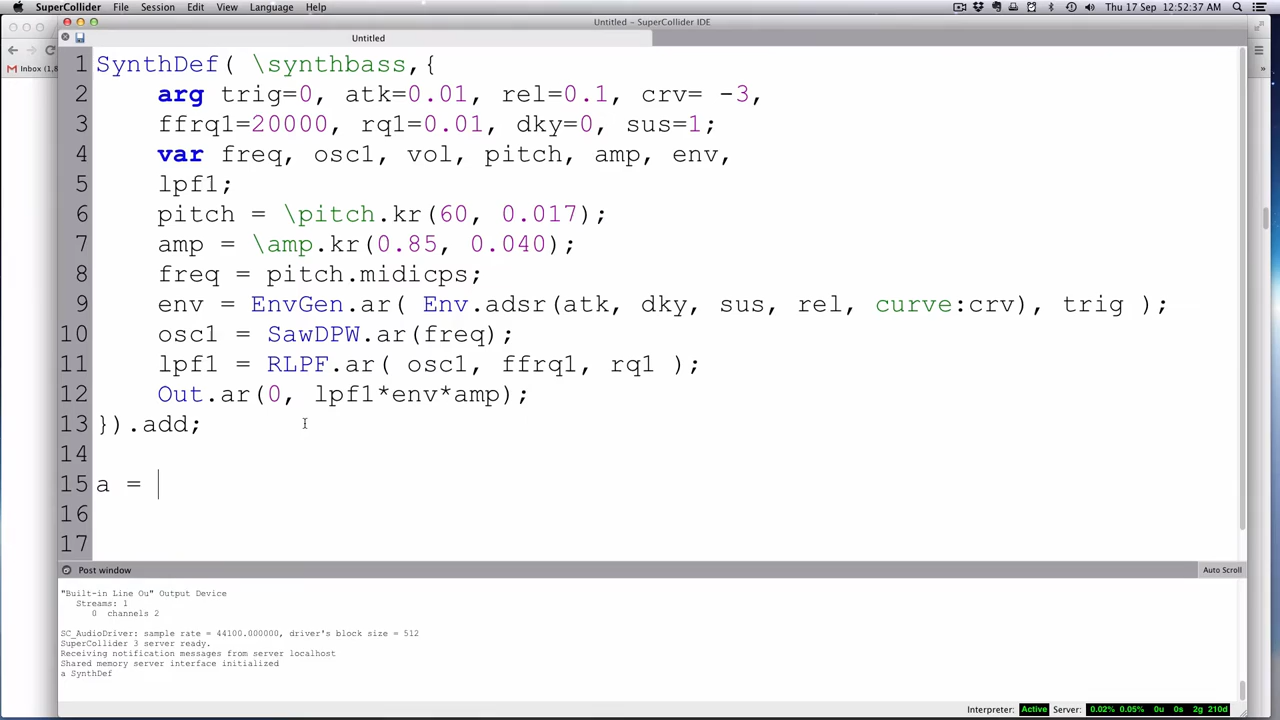 SuperCollider File Session Edit View Language Help Thu 17 Sep 12:52:37 AM
Untitled – SuperCollider IDE
Untitled
Inbox (1,8
1 SynthDef( \synthbass,{
2 arg trig=0, atk=0.01, rel=0.1, crv= -3,
3 ffrq1=20000, rq1=0.01, dky=0, sus=1;
4 var freq, osc1, vol, pitch, amp, env,
5 lpf1;
6 pitch = \pitch.kr(60, 0.017);
7 amp = \amp.kr(0.85, 0.040);
8 freq = pitch.midicps;
9 env = EnvGen.ar( Env.adsr(atk, dky, sus, rel, curve:crv), trig );
10 osc1 = SawDPW.ar(freq);
11 lpf1 = RLPF.ar( osc1, ffrq1, rq1 );
12 Out.ar(0, lpf1*env*amp);
13 }).add;
14
15 a =
16
17
Post window Auto Scroll
"Built-in Line Ou" Output Device
Streams: 1
0 channels 2
SC_AudioDriver: sample rate = 44100.000000, driver's block size = 512
SuperCollider 3 server ready.
Receiving notification messages from server localhost
Shared memory server interface initialized
a SynthDef
Interpreter: Active Server: 0.02% 0.05% 0u 0s 2g 210d